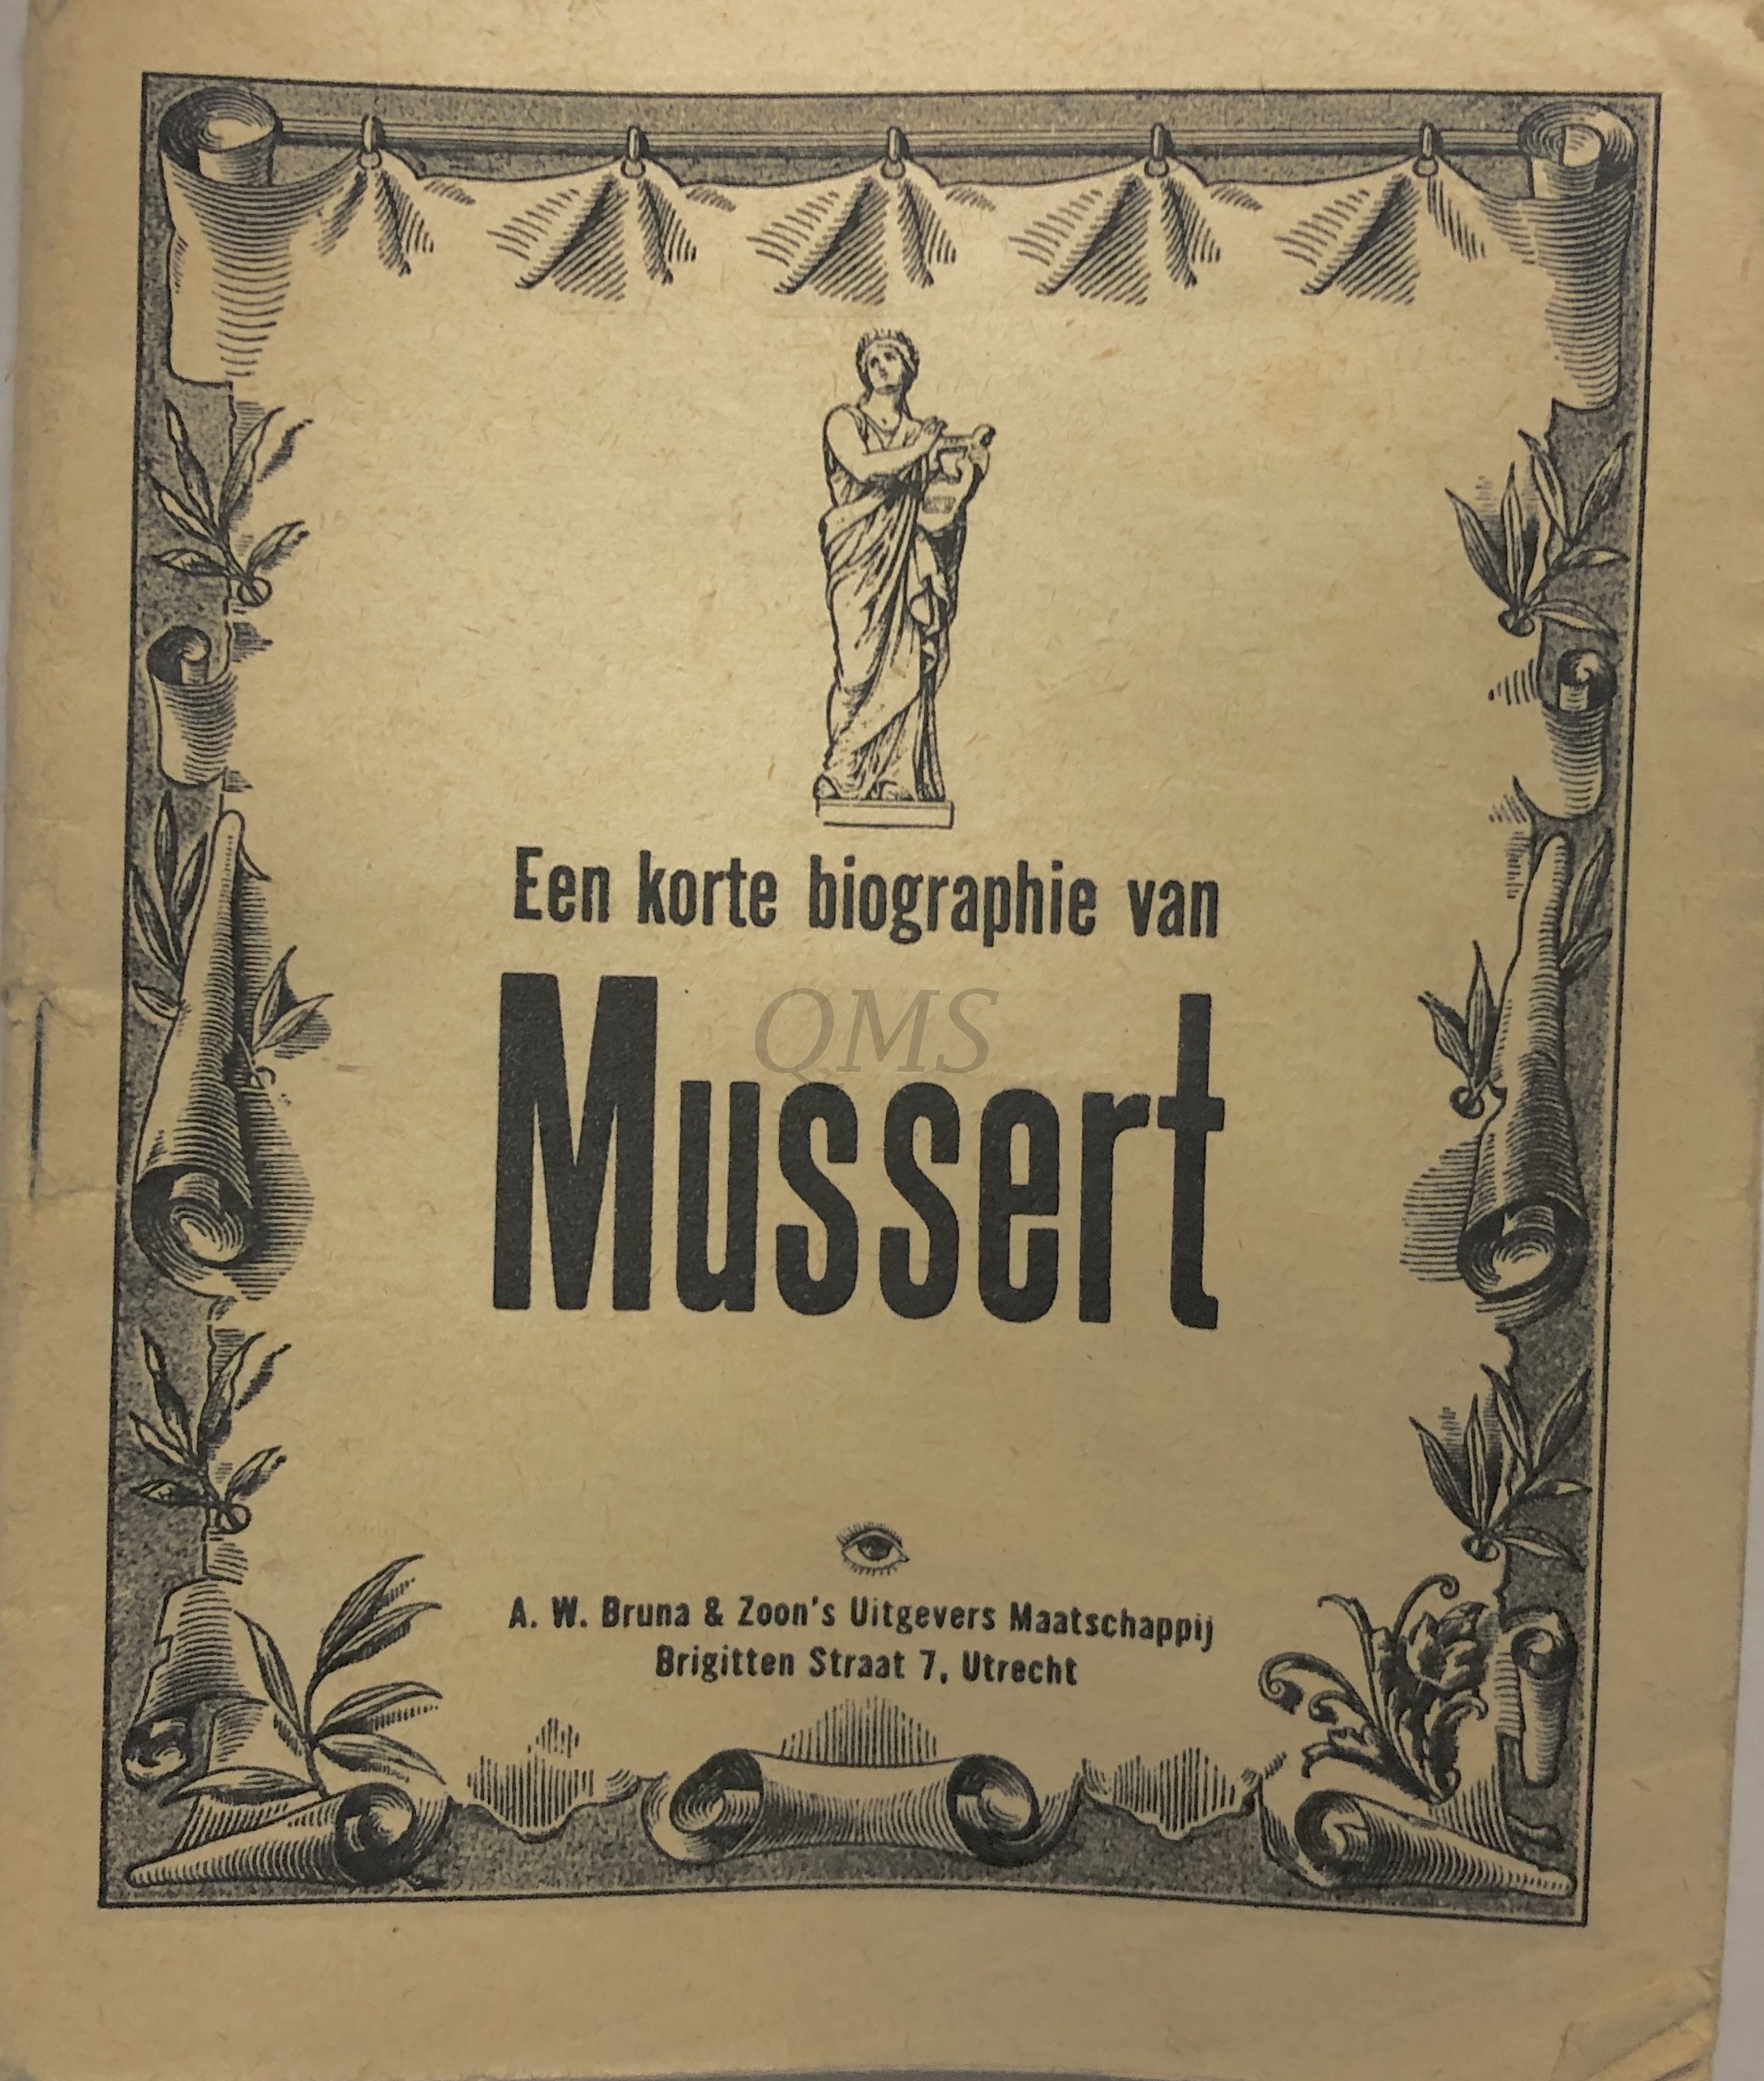 Een korte biographie van
QMS
Mussert
A. W. Bruna & Zoon's Uitgevers Maatschappij
Brigitten Straat 7, Utrecht